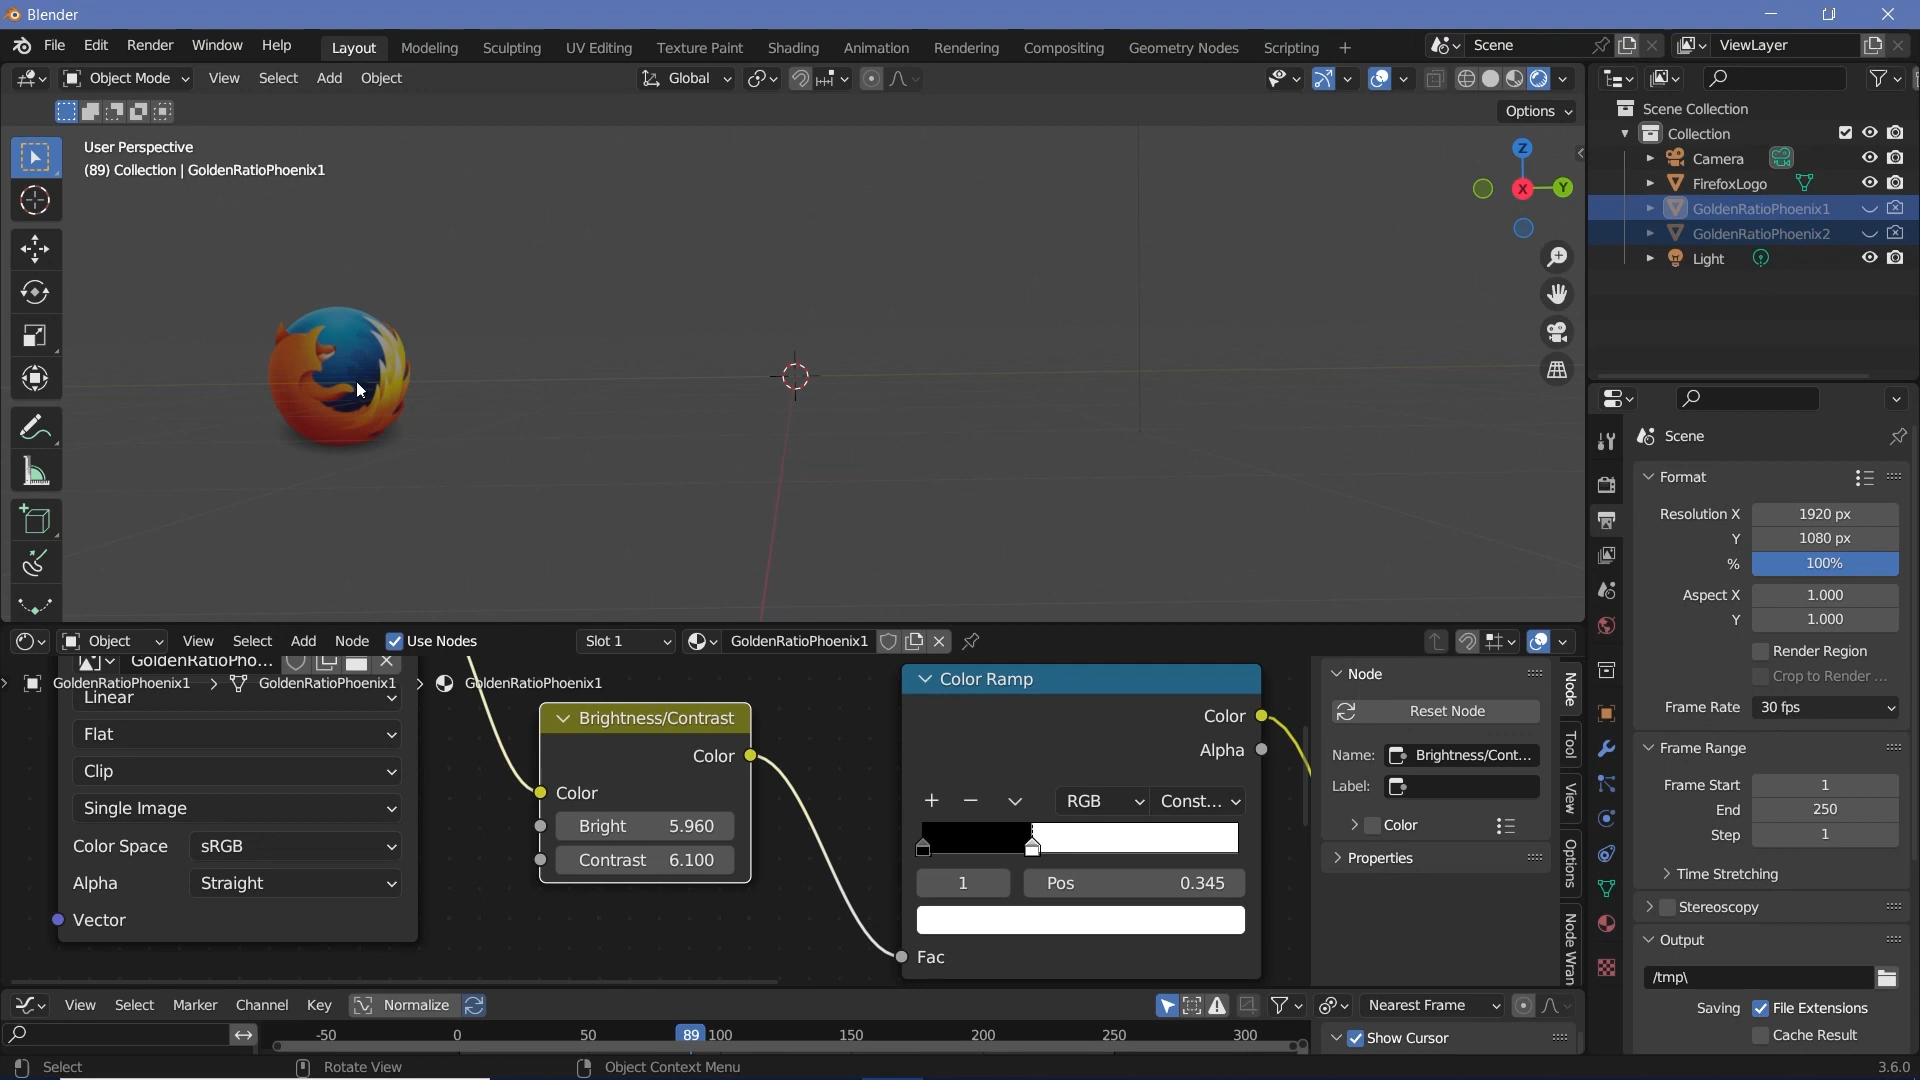 Blender
File Edit Render Window Help Layout Modeling Sculpting UV Editing Texture Paint Shading Animation Rendering Compositing Geometry Nodes Scripting + Scene ViewLayer
Object Mode View Select Add Object Global
Options
User Perspective
(89) Collection | GoldenRatioPhoenix1
Z
X
Y
Scene Collection
Collection
Camera
FirefoxLogo
GoldenRatioPhoenix1
GoldenRatioPhoenix2
Light
Scene
Format
Resolution X 1920 px
Y 1080 px
% 100%
Aspect X 1.000
Y 1.000
Render Region
Crop to Render ...
Frame Rate 30 fps
Frame Range
Frame Start 1
End 250
Step 1
Time Stretching
Stereoscopy
Output
/tmp\
Saving File Extensions
Cache Result
Object View Select Add Node Use Nodes Slot 1 GoldenRatioPhoenix1
GoldenRatioPho...
GoldenRatioPhoenix1 > GoldenRatioPhoenix1 > GoldenRatioPhoenix1
Linear
Flat
Clip
Single Image
Color Space sRGB
Alpha Straight
Vector
Brightness/Contrast
Color
Color
Bright 5.960
Contrast 6.100
Color Ramp
Color
Alpha
+ − RGB Const...
1 Pos 0.345
Fac
Node
Reset Node
Name: Brightness/Cont...
Label:
Color
Properties
Node
Tool
View
Options
Node Wran
View Select Marker Channel Key Normalize Nearest Frame
-50 0 50 89 100 150 200 250 300
Show Cursor
Select Rotate View Object Context Menu 3.6.0